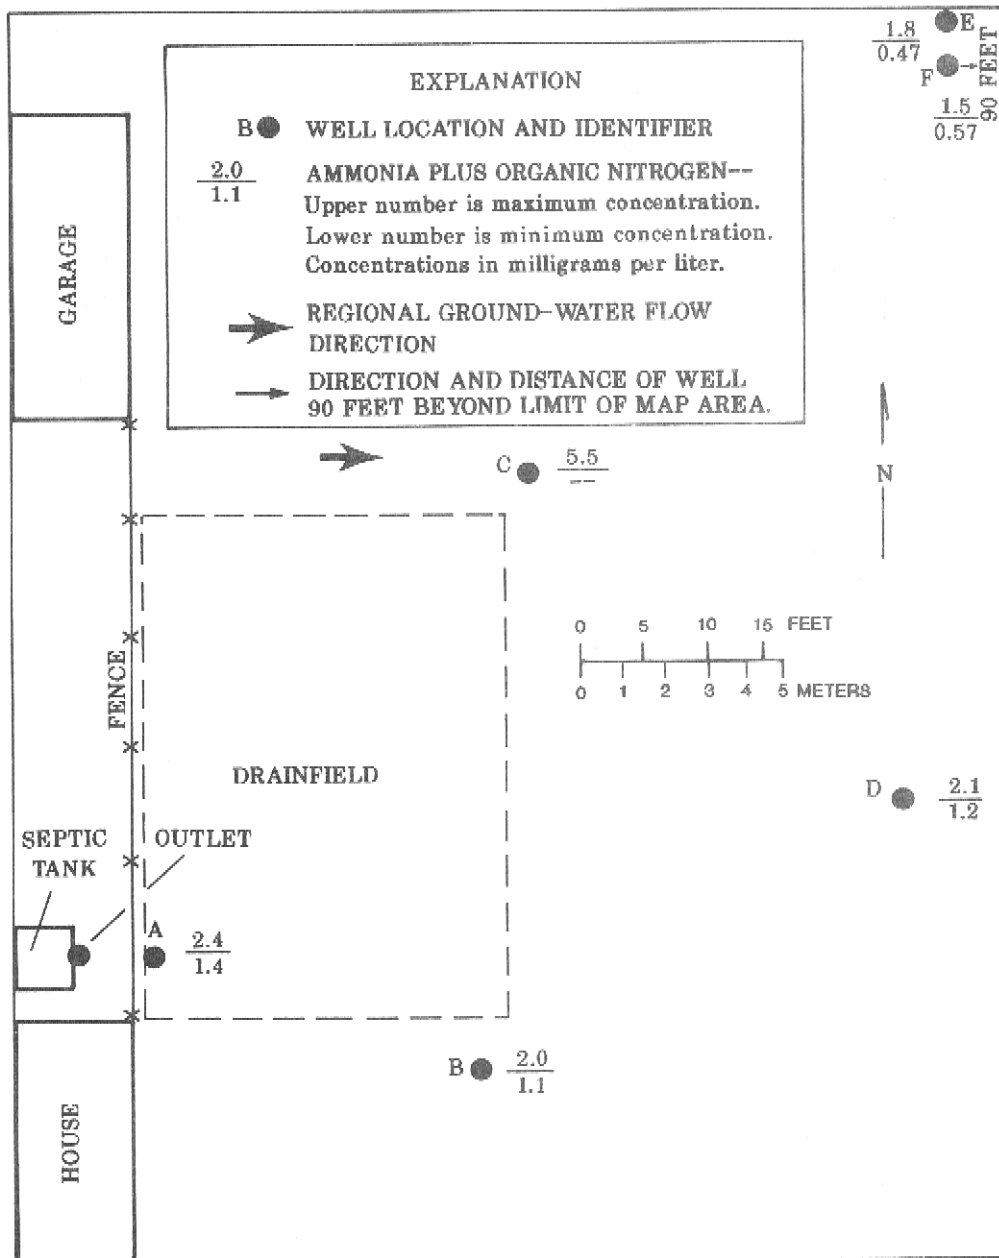 EXPLANATION
B WELL LOCATION AND IDENTIFIER
2.0
1.1
AMMONIA PLUS ORGANIC NITROGEN--
Upper number is maximum concentration.
Lower number is minimum concentration.
Concentrations in milligrams per liter.
REGIONAL GROUND-WATER FLOW
DIRECTION
DIRECTION AND DISTANCE OF WELL
90 FEET BEYOND LIMIT OF MAP AREA.
1.8
0.47
E
F
90 FEET
1.5
0.57
GARAGE
C
5.5
--
N
0 5 10 15 FEET
0 1 2 3 4 5 METERS
FENCE
DRAINFIELD
D
2.1
1.2
SEPTIC
TANK
OUTLET
A
2.4
1.4
B
2.0
1.1
HOUSE